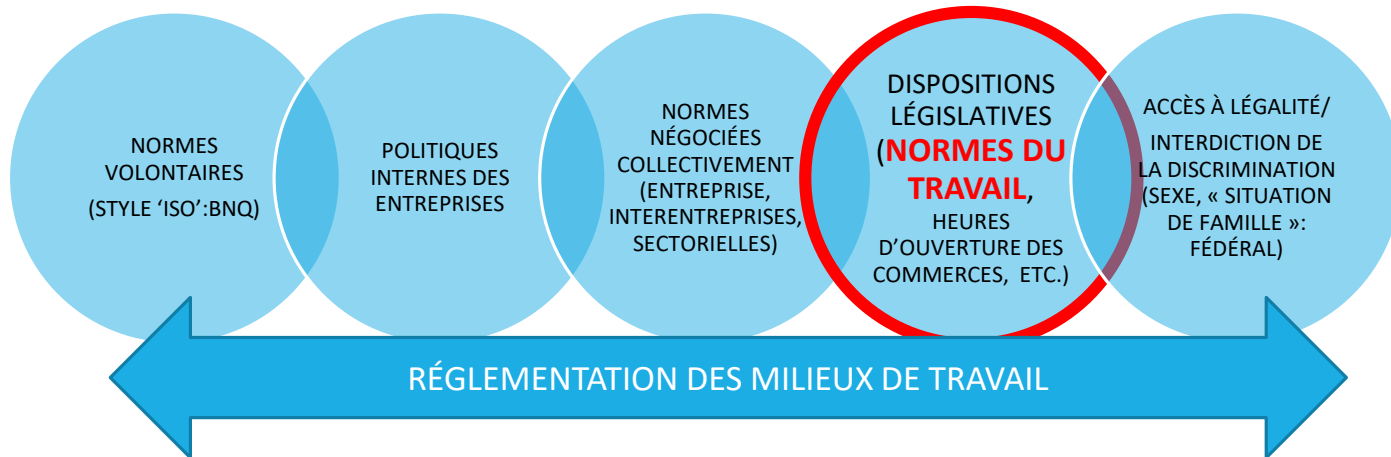 NORMES
VOLONTAIRES
(STYLE ‘ISO’:BNQ)
POLITIQUES
INTERNES DES
ENTREPRISES
NORMES
NÉGOCIÉES
COLLECTIVEMENT
(ENTREPRISE,
INTERENTREPRISES,
SECTORIELLES)
DISPOSITIONS
LÉGISLATIVES
(NORMES DU
TRAVAIL,
HEURES
D’OUVERTURE DES
COMMERCES, ETC.)
ACCÈS À LÉGALITÉ/
INTERDICTION DE
LA DISCRIMINATION
(SEXE, « SITUATION
DE FAMILLE »:
FÉDÉRAL)
RÉGLEMENTATION DES MILIEUX DE TRAVAIL